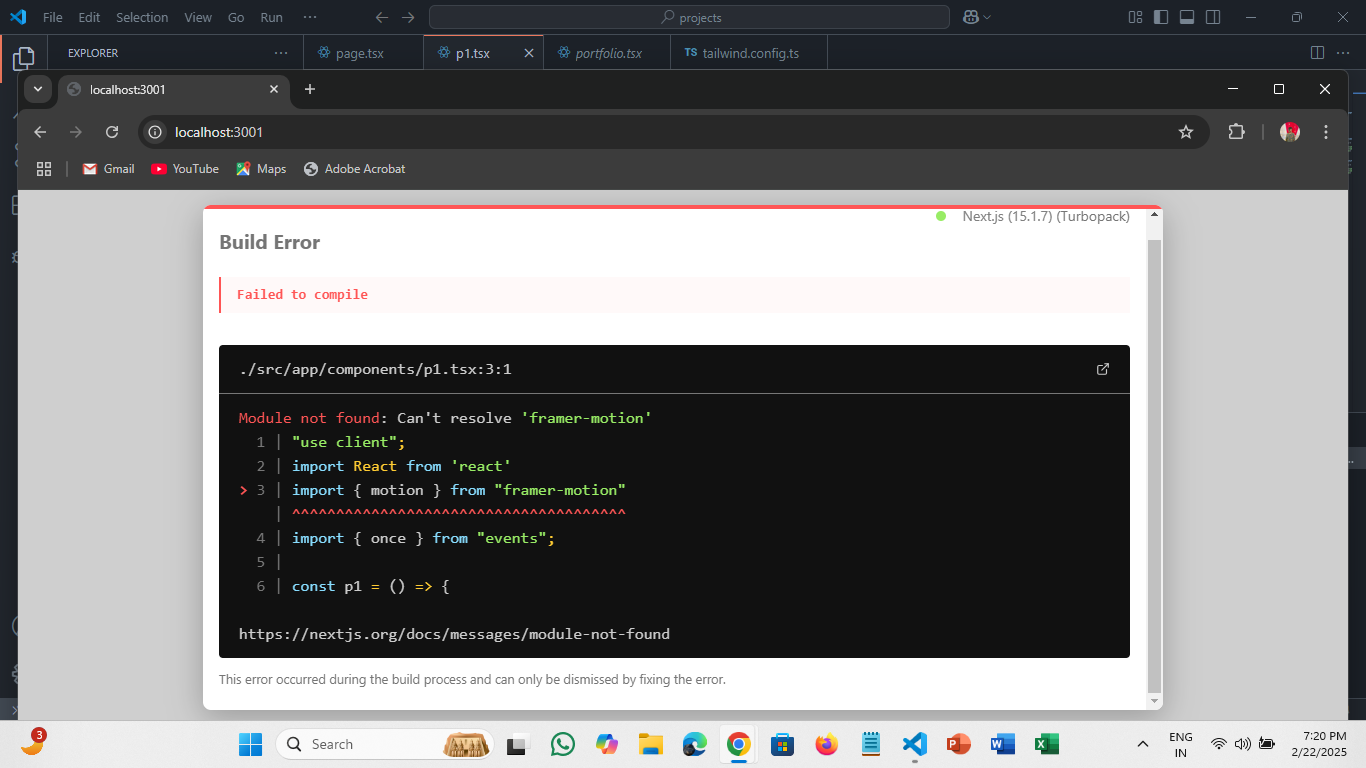 File Edit Selection View Go Run ···
projects
EXPLORER ···
page.tsx
p1.tsx
portfolio.tsx
TS tailwind.config.ts
localhost:3001
localhost:3001
Gmail YouTube Maps Adobe Acrobat
Next.js (15.1.7) (Turbopack)
Build Error
Failed to compile
./src/app/components/p1.tsx:3:1
Module not found: Can't resolve 'framer-motion'
1 | "use client";
2 | import React from 'react'
> 3 | import { motion } from "framer-motion"
| ^^^^^^^^^^^^^^^^^^^^^^^^^^^^^^^^^^^^^^
4 | import { once } from "events";
5 |
6 | const p1 = () => {
https://nextjs.org/docs/messages/module-not-found
This error occurred during the build process and can only be dismissed by fixing the error.
3
Search
ENG
IN
7:20 PM
2/22/2025